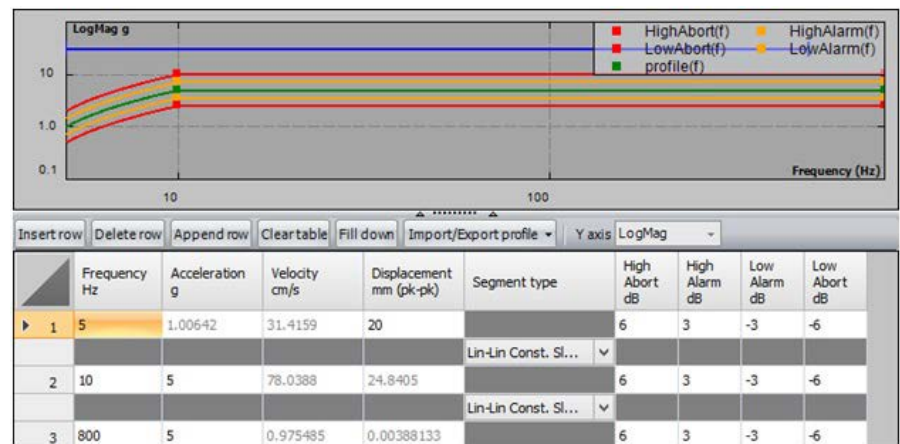 LogMag g
HighAbort(f) HighAlarm(f)
LowAbort(f) LowAlarm(f)
profile(f)
10
1.0
0.1
Frequency (Hz)
10 100
Insert row Delete row Append row Clear table Fill down Import/Export profile Y axis LogMag
Frequency Hz Acceleration g Velocity cm/s Displacement mm (pk-pk) Segment type High Abort dB High Alarm dB Low Alarm dB Low Abort dB
1 5 1.00642 31.4159 20 6 3 -3 -6
Lin-Lin Const. Sl...
2 10 5 78.0388 24.8405 6 3 -3 -6
Lin-Lin Const. Sl...
3 800 5 0.975485 0.00388133 6 3 -3 -6